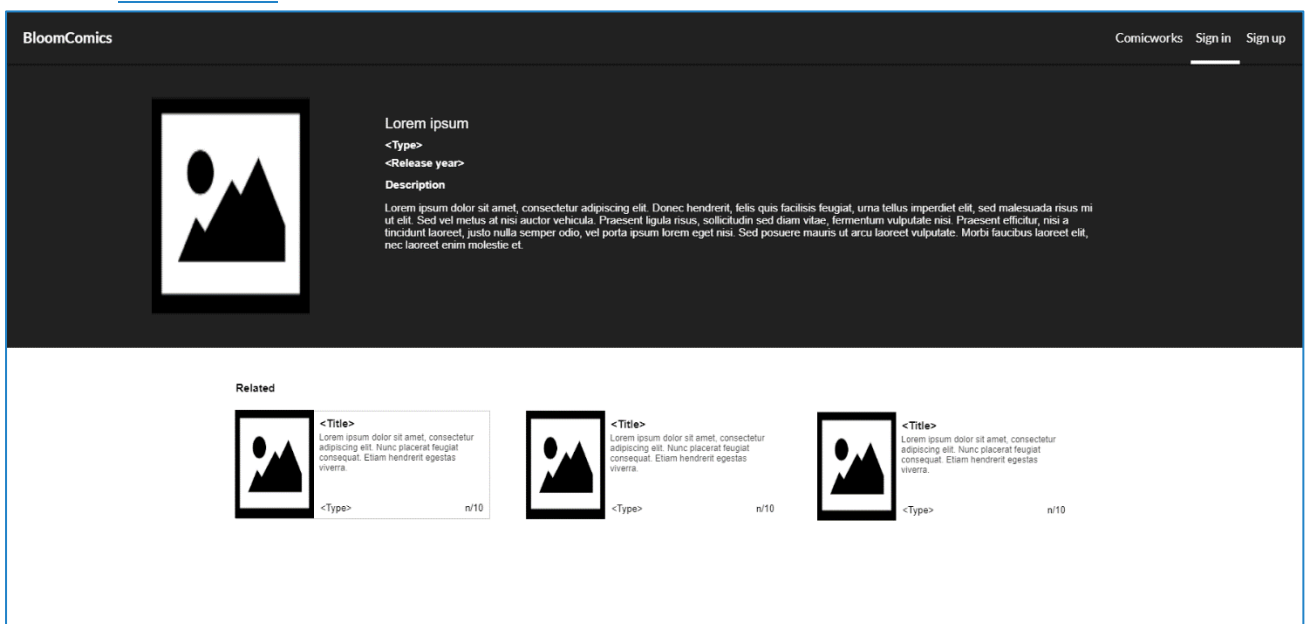 BloomComics
Comicworks Sign in Sign up
Lorem ipsum
<Type>
<Release year>
Description
Lorem ipsum dolor sit amet, consectetur adipiscing elit. Donec hendrerit, felis quis facilisis feugiat, urna tellus imperdiet elit, sed malesuada risus mi
ut elit. Sed vel metus at nisi auctor vehicula. Praesent ligula risus, sollicitudin sed diam vitae, fermentum vulputate nisi. Praesent efficitur, nisi a
tincidunt laoreet, justo nulla semper odio, vel porta ipsum lorem eget nisi. Sed posuere mauris ut arcu laoreet vulputate. Morbi faucibus laoreet elit,
nec laoreet enim molestie et.
Related
<Title>
Lorem ipsum dolor sit amet, consectetur
adipiscing elit. Nunc placerat feugiat
consequat. Etiam hendrerit egestas
viverra.
<Type> n/10
<Title>
Lorem ipsum dolor sit amet, consectetur
adipiscing elit. Nunc placerat feugiat
consequat. Etiam hendrerit egestas
viverra.
<Type> n/10
<Title>
Lorem ipsum dolor sit amet, consectetur
adipiscing elit. Nunc placerat feugiat
consequat. Etiam hendrerit egestas
viverra.
<Type> n/10